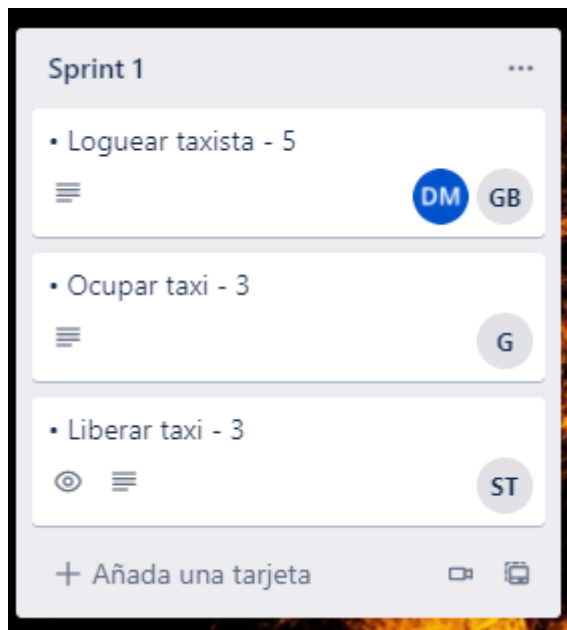 Sprint 1
• Loguear taxista - 5
DM GB
• Ocupar taxi - 3
G
• Liberar taxi - 3
ST
+ Añada una tarjeta